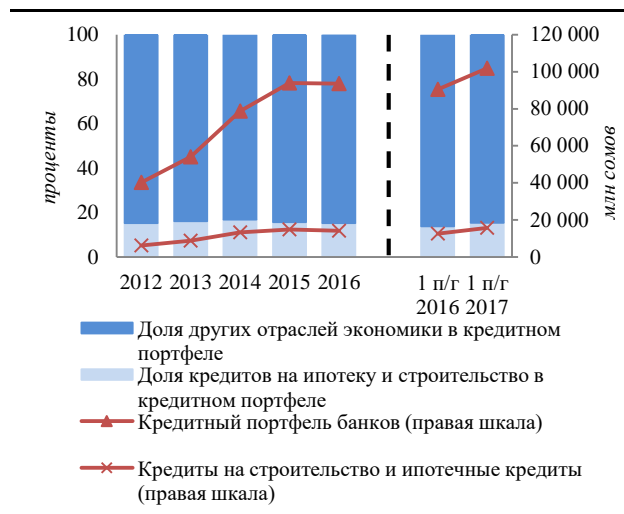 100
80
60
40
20
0
проценты
120 000
100 000
80 000
60 000
40 000
20 000
0
млн сомов
2012 2013 2014 2015 2016 1 п/г 1 п/г
2016 2017
Доля других отраслей экономики в кредитном
портфеле
Доля кредитов на ипотеку и строительство в
кредитном портфеле
Кредитный портфель банков (правая шкала)
Кредиты на строительство и ипотечные кредиты
(правая шкала)